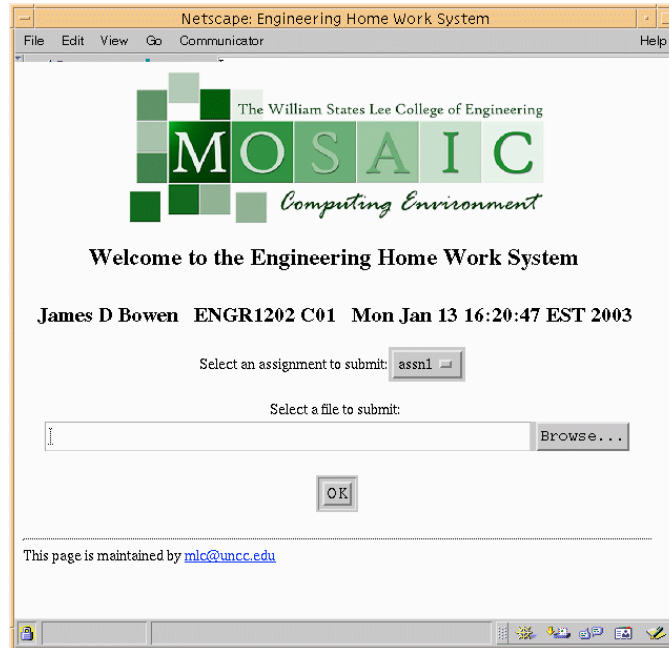 Netscape: Engineering Home Work System
File Edit View Go Communicator Help
The William States Lee College of Engineering
MOSAIC
Computing Environment
Welcome to the Engineering Home Work System
James D Bowen ENGR1202 C01 Mon Jan 13 16:20:47 EST 2003
Select an assignment to submit: assn1
Select a file to submit:
Browse...
OK
This page is maintained by mlc@uncc.edu